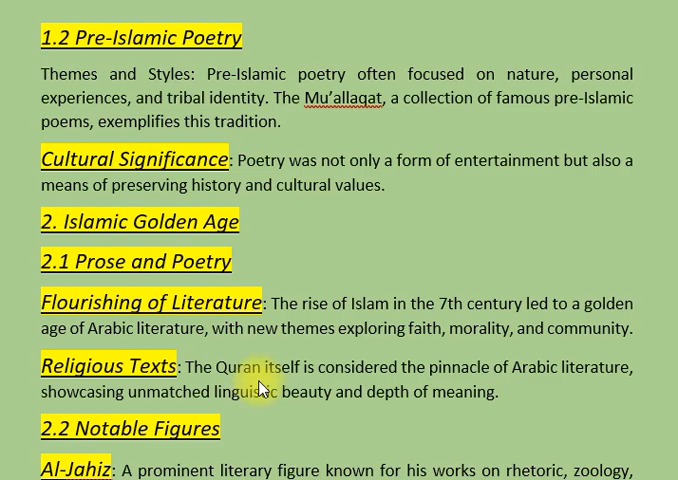 1.2 Pre-Islamic Poetry
Themes and Styles: Pre-Islamic poetry often focused on nature, personal
experiences, and tribal identity. The Mu’allaqat, a collection of famous pre-Islamic
poems, exemplifies this tradition.
Cultural Significance: Poetry was not only a form of entertainment but also a
means of preserving history and cultural values.
2. Islamic Golden Age
2.1 Prose and Poetry
Flourishing of Literature: The rise of Islam in the 7th century led to a golden
age of Arabic literature, with new themes exploring faith, morality, and community.
Religious Texts: The Quran itself is considered the pinnacle of Arabic literature,
showcasing unmatched linguistic beauty and depth of meaning.
2.2 Notable Figures
Al-Jahiz: A prominent literary figure known for his works on rhetoric, zoology,